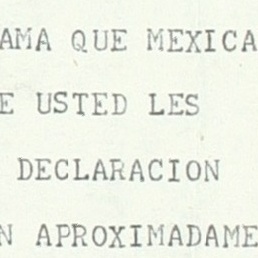 AMA QUE MEXICA
E USTED LES
DECLARACION
N APROXIMADAME